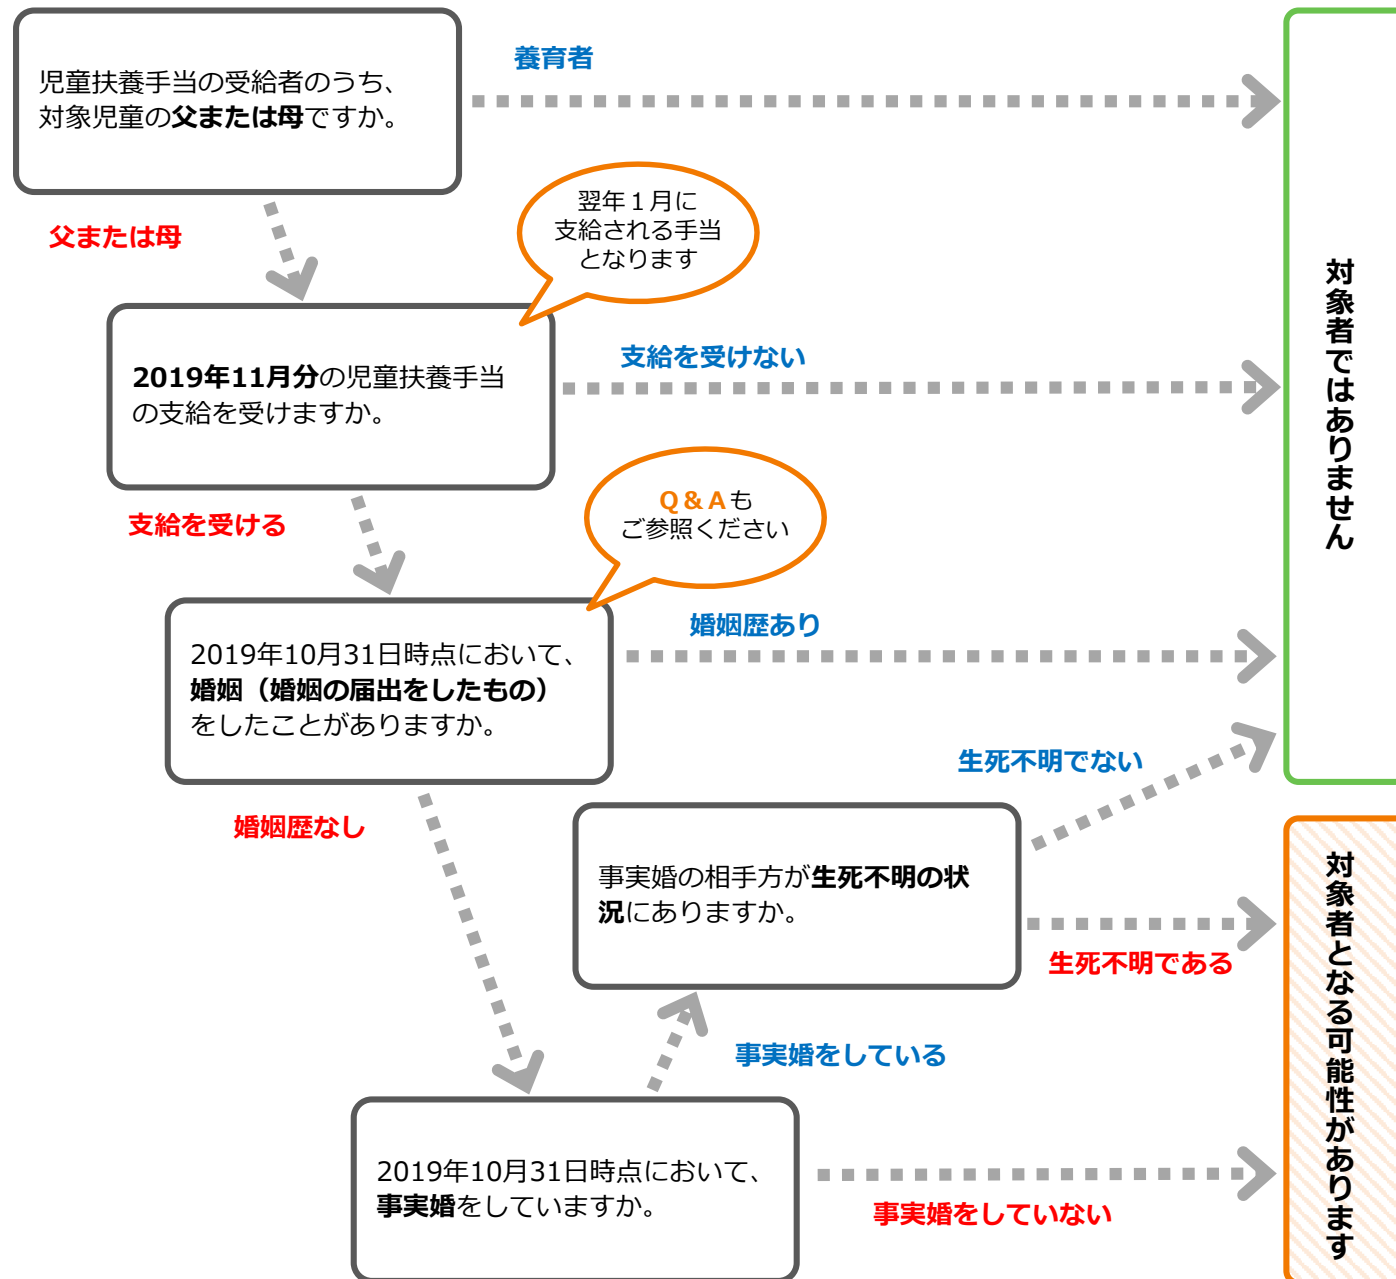 児童扶養手当の受給者のうち、
対象児童の父または母ですか。
養育者
父または母
翌年１月に
支給される手当
となります
2019年11月分の児童扶養手当
の支給を受けますか。
支給を受けない
支給を受ける
Ｑ＆Ａも
ご参照ください
2019年10月31日時点において、
婚姻（婚姻の届出をしたもの）
をしたことがありますか。
婚姻歴あり
婚姻歴なし
生死不明でない
事実婚の相手方が生死不明の状
況にありますか。
生死不明である
事実婚をしている
2019年10月31日時点において、
事実婚をしていますか。
事実婚をしていない
対象者ではありません
対象者となる可能性があります